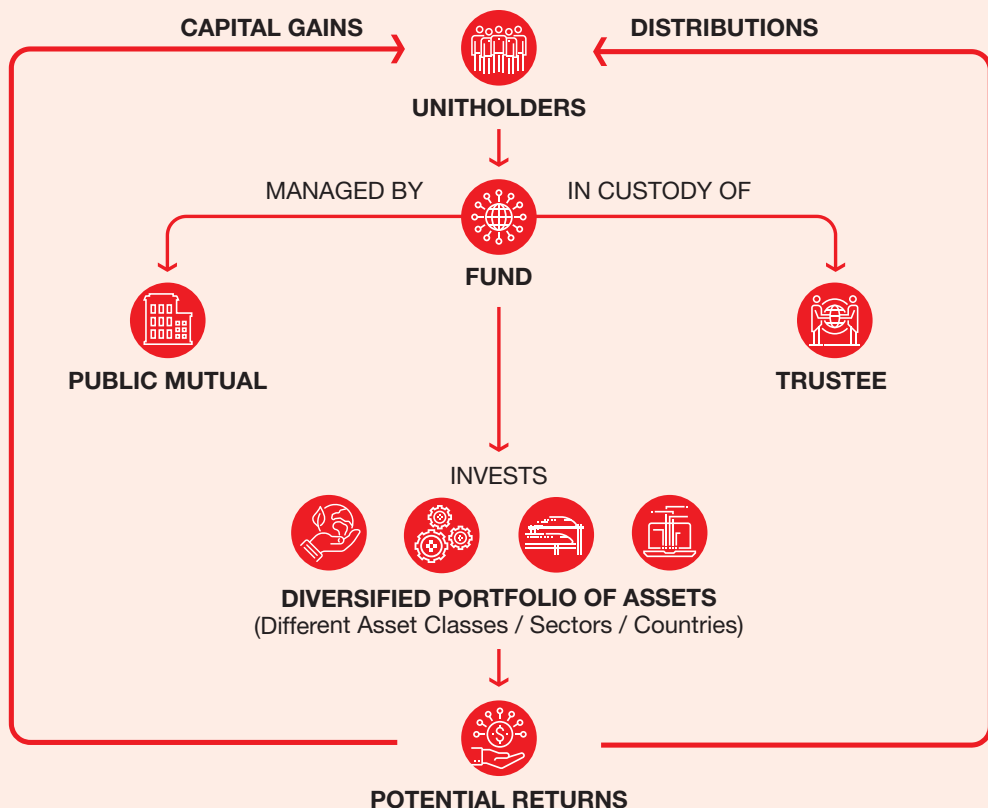 CAPITAL GAINS
DISTRIBUTIONS
UNITHOLDERS
MANAGED BY
IN CUSTODY OF
FUND
PUBLIC MUTUAL
TRUSTEE
INVESTS
DIVERSIFIED PORTFOLIO OF ASSETS
(Different Asset Classes / Sectors / Countries)
$
POTENTIAL RETURNS